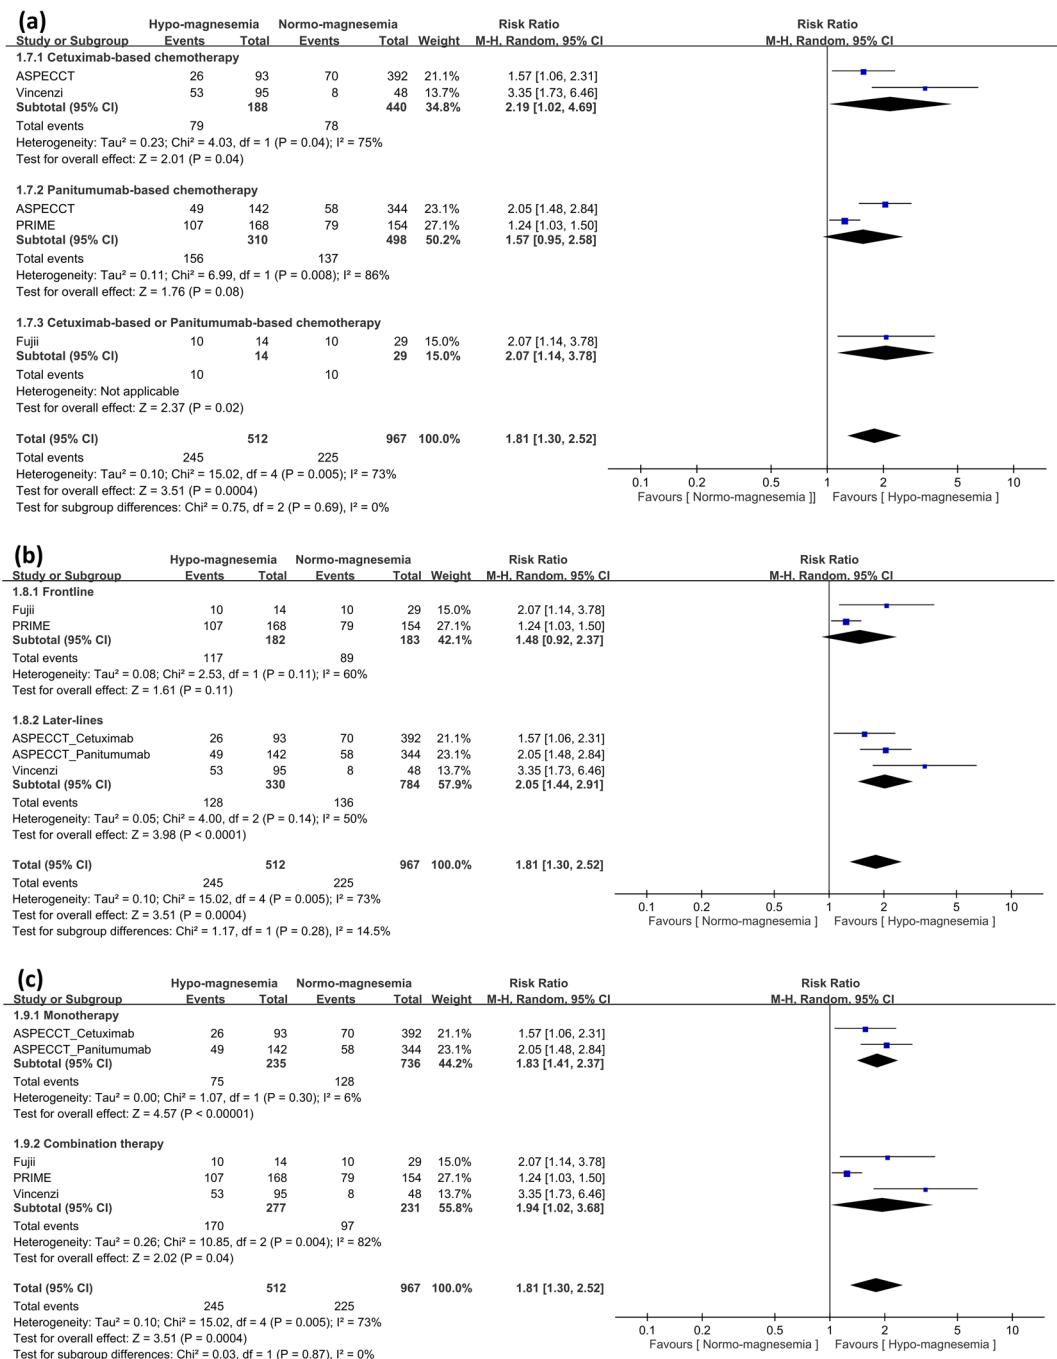 (a)
Hypo-magnesemia Normo-magnesemia Risk Ratio Risk Ratio
Study or Subgroup Events Total Events Total Weight M-H, Random, 95% CI M-H, Random, 95% CI
1.7.1 Cetuximab-based chemotherapy
ASPECCT 26 93 70 392 21.1% 1.57 [1.06, 2.31]
Vincenzi 53 95 8 48 13.7% 3.35 [1.73, 6.46]
Subtotal (95% CI) 188 440 34.8% 2.19 [1.02, 4.69]
Total events 79 78
Heterogeneity: Tau² = 0.23; Chi² = 4.03, df = 1 (P = 0.04); I² = 75%
Test for overall effect: Z = 2.01 (P = 0.04)
1.7.2 Panitumumab-based chemotherapy
ASPECCT 49 142 58 344 23.1% 2.05 [1.48, 2.84]
PRIME 107 168 79 154 27.1% 1.24 [1.03, 1.50]
Subtotal (95% CI) 310 498 50.2% 1.57 [0.95, 2.58]
Total events 156 137
Heterogeneity: Tau² = 0.11; Chi² = 6.99, df = 1 (P = 0.008); I² = 86%
Test for overall effect: Z = 1.76 (P = 0.08)
1.7.3 Cetuximab-based or Panitumumab-based chemotherapy
Fujii 10 14 10 29 15.0% 2.07 [1.14, 3.78]
Subtotal (95% CI) 14 29 15.0% 2.07 [1.14, 3.78]
Total events 10 10
Heterogeneity: Not applicable
Test for overall effect: Z = 2.37 (P = 0.02)
Total (95% CI) 512 967 100.0% 1.81 [1.30, 2.52]
Total events 245 225
Heterogeneity: Tau² = 0.10; Chi² = 15.02, df = 4 (P = 0.005); I² = 73%
Test for overall effect: Z = 3.51 (P = 0.0004)
Test for subgroup differences: Chi² = 0.75, df = 2 (P = 0.69), I² = 0%
0.1 0.2 0.5 1 2 5 10
Favours [ Normo-magnesemia ]] Favours [ Hypo-magnesemia ]
(b)
Hypo-magnesemia Normo-magnesemia Risk Ratio Risk Ratio
Study or Subgroup Events Total Events Total Weight M-H, Random, 95% CI M-H, Random, 95% CI
1.8.1 Frontline
Fujii 10 14 10 29 15.0% 2.07 [1.14, 3.78]
PRIME 107 168 79 154 27.1% 1.24 [1.03, 1.50]
Subtotal (95% CI) 182 183 42.1% 1.48 [0.92, 2.37]
Total events 117 89
Heterogeneity: Tau² = 0.08; Chi² = 2.53, df = 1 (P = 0.11); I² = 60%
Test for overall effect: Z = 1.61 (P = 0.11)
1.8.2 Later-lines
ASPECCT_Cetuximab 26 93 70 392 21.1% 1.57 [1.06, 2.31]
ASPECCT_Panitumumab 49 142 58 344 23.1% 2.05 [1.48, 2.84]
Vincenzi 53 95 8 48 13.7% 3.35 [1.73, 6.46]
Subtotal (95% CI) 330 784 57.9% 2.05 [1.44, 2.91]
Total events 128 136
Heterogeneity: Tau² = 0.05; Chi² = 4.00, df = 2 (P = 0.14); I² = 50%
Test for overall effect: Z = 3.98 (P < 0.0001)
Total (95% CI) 512 967 100.0% 1.81 [1.30, 2.52]
Total events 245 225
Heterogeneity: Tau² = 0.10; Chi² = 15.02, df = 4 (P = 0.005); I² = 73%
Test for overall effect: Z = 3.51 (P = 0.0004)
Test for subgroup differences: Chi² = 1.17, df = 1 (P = 0.28), I² = 14.5%
0.1 0.2 0.5 1 2 5 10
Favours [ Normo-magnesemia ] Favours [ Hypo-magnesemia ]
(c)
Hypo-magnesemia Normo-magnesemia Risk Ratio Risk Ratio
Study or Subgroup Events Total Events Total Weight M-H, Random, 95% CI M-H, Random, 95% CI
1.9.1 Monotherapy
ASPECCT_Cetuximab 26 93 70 392 21.1% 1.57 [1.06, 2.31]
ASPECCT_Panitumumab 49 142 58 344 23.1% 2.05 [1.48, 2.84]
Subtotal (95% CI) 235 736 44.2% 1.83 [1.41, 2.37]
Total events 75 128
Heterogeneity: Tau² = 0.00; Chi² = 1.07, df = 1 (P = 0.30); I² = 6%
Test for overall effect: Z = 4.57 (P < 0.00001)
1.9.2 Combination therapy
Fujii 10 14 10 29 15.0% 2.07 [1.14, 3.78]
PRIME 107 168 79 154 27.1% 1.24 [1.03, 1.50]
Vincenzi 53 95 8 48 13.7% 3.35 [1.73, 6.46]
Subtotal (95% CI) 277 231 55.8% 1.94 [1.02, 3.68]
Total events 170 97
Heterogeneity: Tau² = 0.26; Chi² = 10.85, df = 2 (P = 0.004); I² = 82%
Test for overall effect: Z = 2.02 (P = 0.04)
Total (95% CI) 512 967 100.0% 1.81 [1.30, 2.52]
Total events 245 225
Heterogeneity: Tau² = 0.10; Chi² = 15.02, df = 4 (P = 0.005); I² = 73%
Test for overall effect: Z = 3.51 (P = 0.0004)
Test for subgroup differences: Chi² = 0.03, df = 1 (P = 0.87), I² = 0%
0.1 0.2 0.5 1 2 5 10
Favours [ Normo-magnesemia ] Favours [ Hypo-magnesemia ]